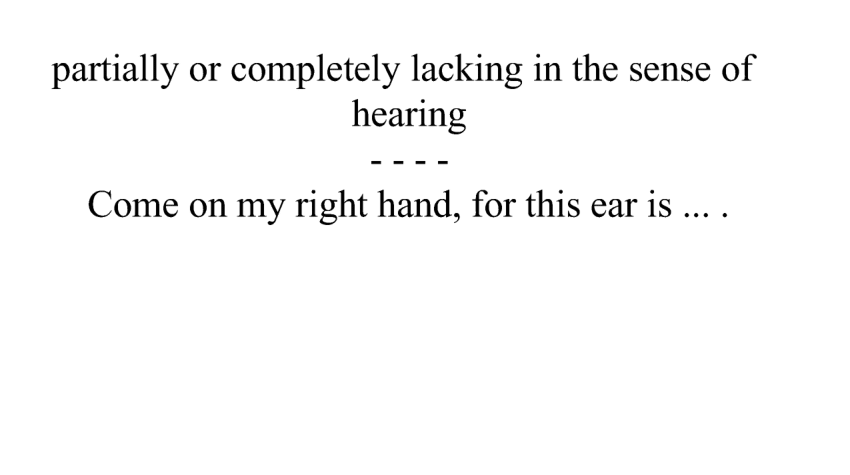 partially or completely lacking in the sense of
hearing
- - - -
Come on my right hand, for this ear is ... .